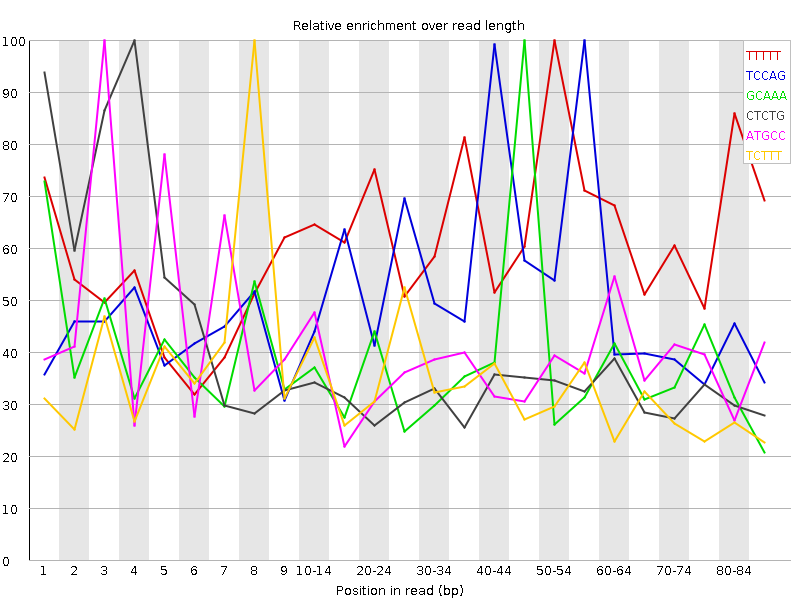 Relative enrichment over read length
100
90
80
70
60
50
40
30
20
10
0
TTTTT
TCCAG
GCAAA
CTCTG
ATGCC
TCTTT
1 2 3 4 5 6 7 8 9 10-14 20-24 30-34 40-44 50-54 60-64 70-74 80-84
Position in read (bp)